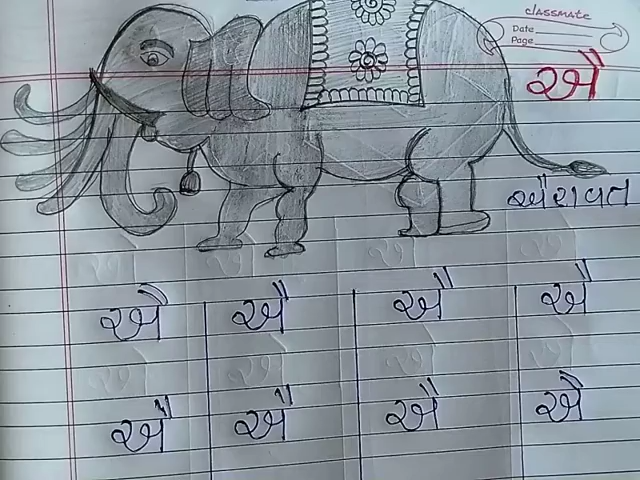 classmate
Date
Page
ઐ
ઐરાવત
ઐ ઐ ઐ ઐ
ઐ ઐ ઐ ઐ